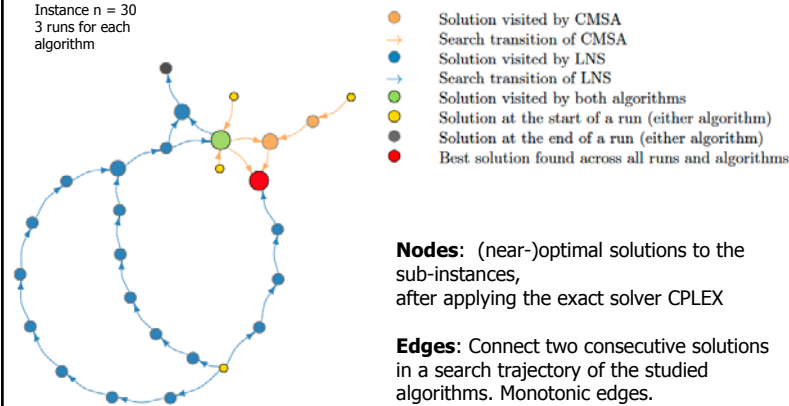 Instance n = 30
3 runs for each
algorithm
Solution visited by CMSA
Search transition of CMSA
Solution visited by LNS
Search transition of LNS
Solution visited by both algorithms
Solution at the start of a run (either algorithm)
Solution at the end of a run (either algorithm)
Best solution found across all runs and algorithms
Nodes: (near-)optimal solutions to the
sub-instances,
after applying the exact solver CPLEX
Edges: Connect two consecutive solutions
in a search trajectory of the studied
algorithms. Monotonic edges.